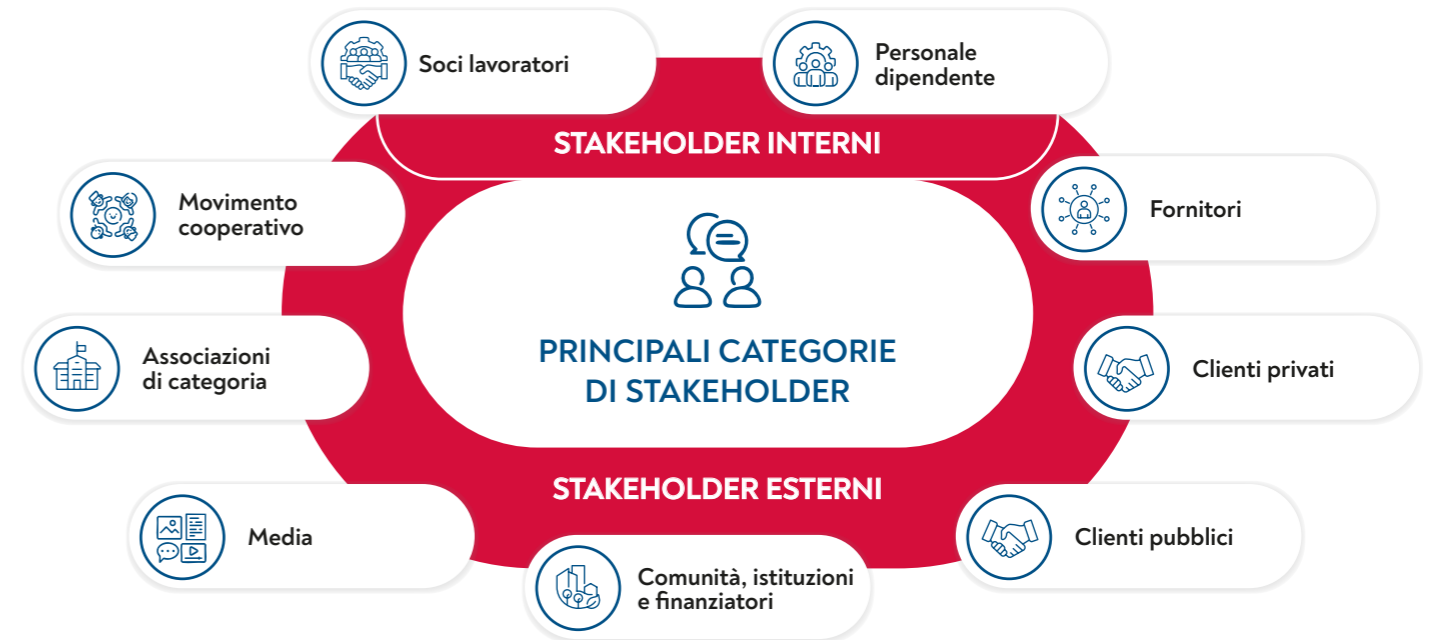 Soci lavoratori
Personale
dipendente
STAKEHOLDER INTERNI
Movimento
cooperativo
Fornitori
PRINCIPALI CATEGORIE
DI STAKEHOLDER
Associazioni
di categoria
Clienti privati
STAKEHOLDER ESTERNI
Media
Clienti pubblici
Comunità, istituzioni
e finanziatori